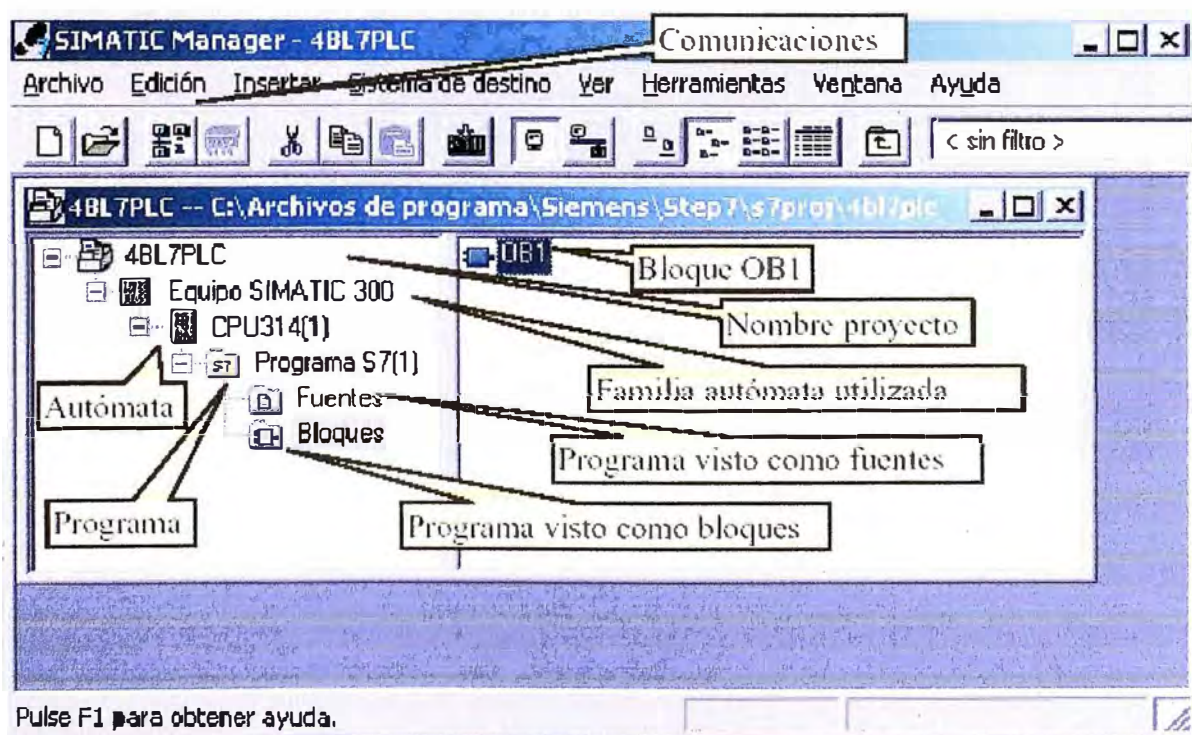 SIMATIC Manager - 4BL7PLC
Comunicaciones
Archivo Edición Insertar Sistema de destino Ver Herramientas Ventana Ayuda
< sin filtro >
4BL7PLC -- C:\Archivos de programa\Siemens\Step7\s7proj\4bl7plc
4BL7PLC
OB1
Bloque OB1
Equipo SIMATIC 300
Nombre proyecto
CPU314(1)
Programa S7(1)
Familia autómata utilizada
Autómata
Fuentes
Bloques
Programa visto como fuentes
Programa
Programa visto como bloques
Pulse F1 para obtener ayuda.